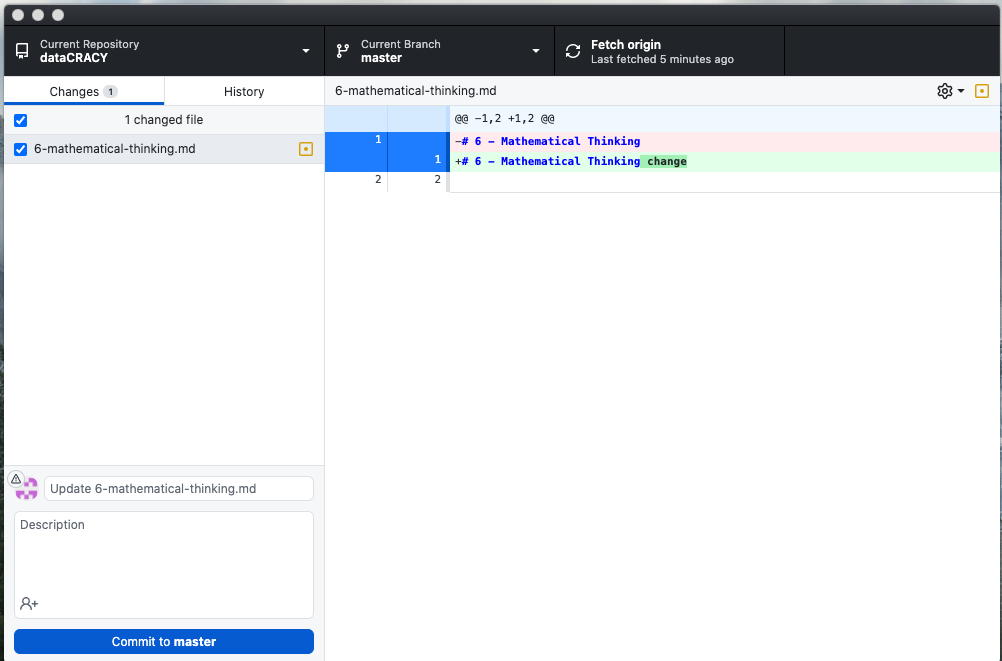 Current Repository
dataCRACY
Current Branch
master
Fetch origin
Last fetched 5 minutes ago
Changes 1
History
6-mathematical-thinking.md
1 changed file
6-mathematical-thinking.md
@@ -1,2 +1,2 @@
1 -# 6 - Mathematical Thinking
1 +# 6 - Mathematical Thinking change
2 2
Update 6-mathematical-thinking.md
Description
Commit to master